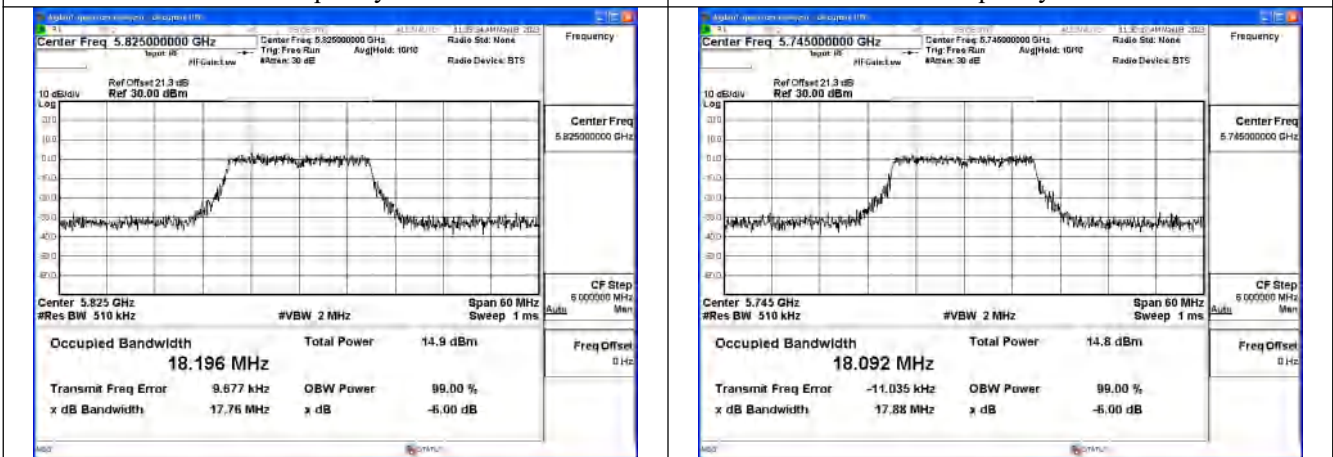 Center Freq 5.825000000 GHz
Center Freq: 5.825000000 GHz
Radio Std: None
Trig: Free Run
Avg|Hold: 10/10
#Atten: 30 dB
Radio Device: BTS
Frequency
Ref Offset 21.3 dB
10 dB/div
Ref 30.00 dBm
Log
Center Freq
5.825000000 GHz
Center 5.825 GHz
Span 60 MHz
#Res BW 510 kHz
#VBW 2 MHz
Sweep 1 ms
CF Step
6.000000 MHz
Auto
Man
Occupied Bandwidth
18.196 MHz
Total Power
14.9 dBm
Freq Offset
0 Hz
Transmit Freq Error
9.677 kHz
OBW Power
99.00 %
x dB Bandwidth
17.76 MHz
x dB
-6.00 dB
Center Freq 5.745000000 GHz
Center Freq: 5.745000000 GHz
Radio Std: None
Trig: Free Run
Avg|Hold: 10/10
#Atten: 30 dB
Radio Device: BTS
Frequency
Ref Offset 21.3 dB
10 dB/div
Ref 30.00 dBm
Log
Center Freq
5.745000000 GHz
Center 5.745 GHz
Span 60 MHz
#Res BW 510 kHz
#VBW 2 MHz
Sweep 1 ms
CF Step
6.000000 MHz
Auto
Man
Occupied Bandwidth
18.092 MHz
Total Power
14.8 dBm
Freq Offset
0 Hz
Transmit Freq Error
-11.035 kHz
OBW Power
99.00 %
x dB Bandwidth
17.88 MHz
x dB
-6.00 dB